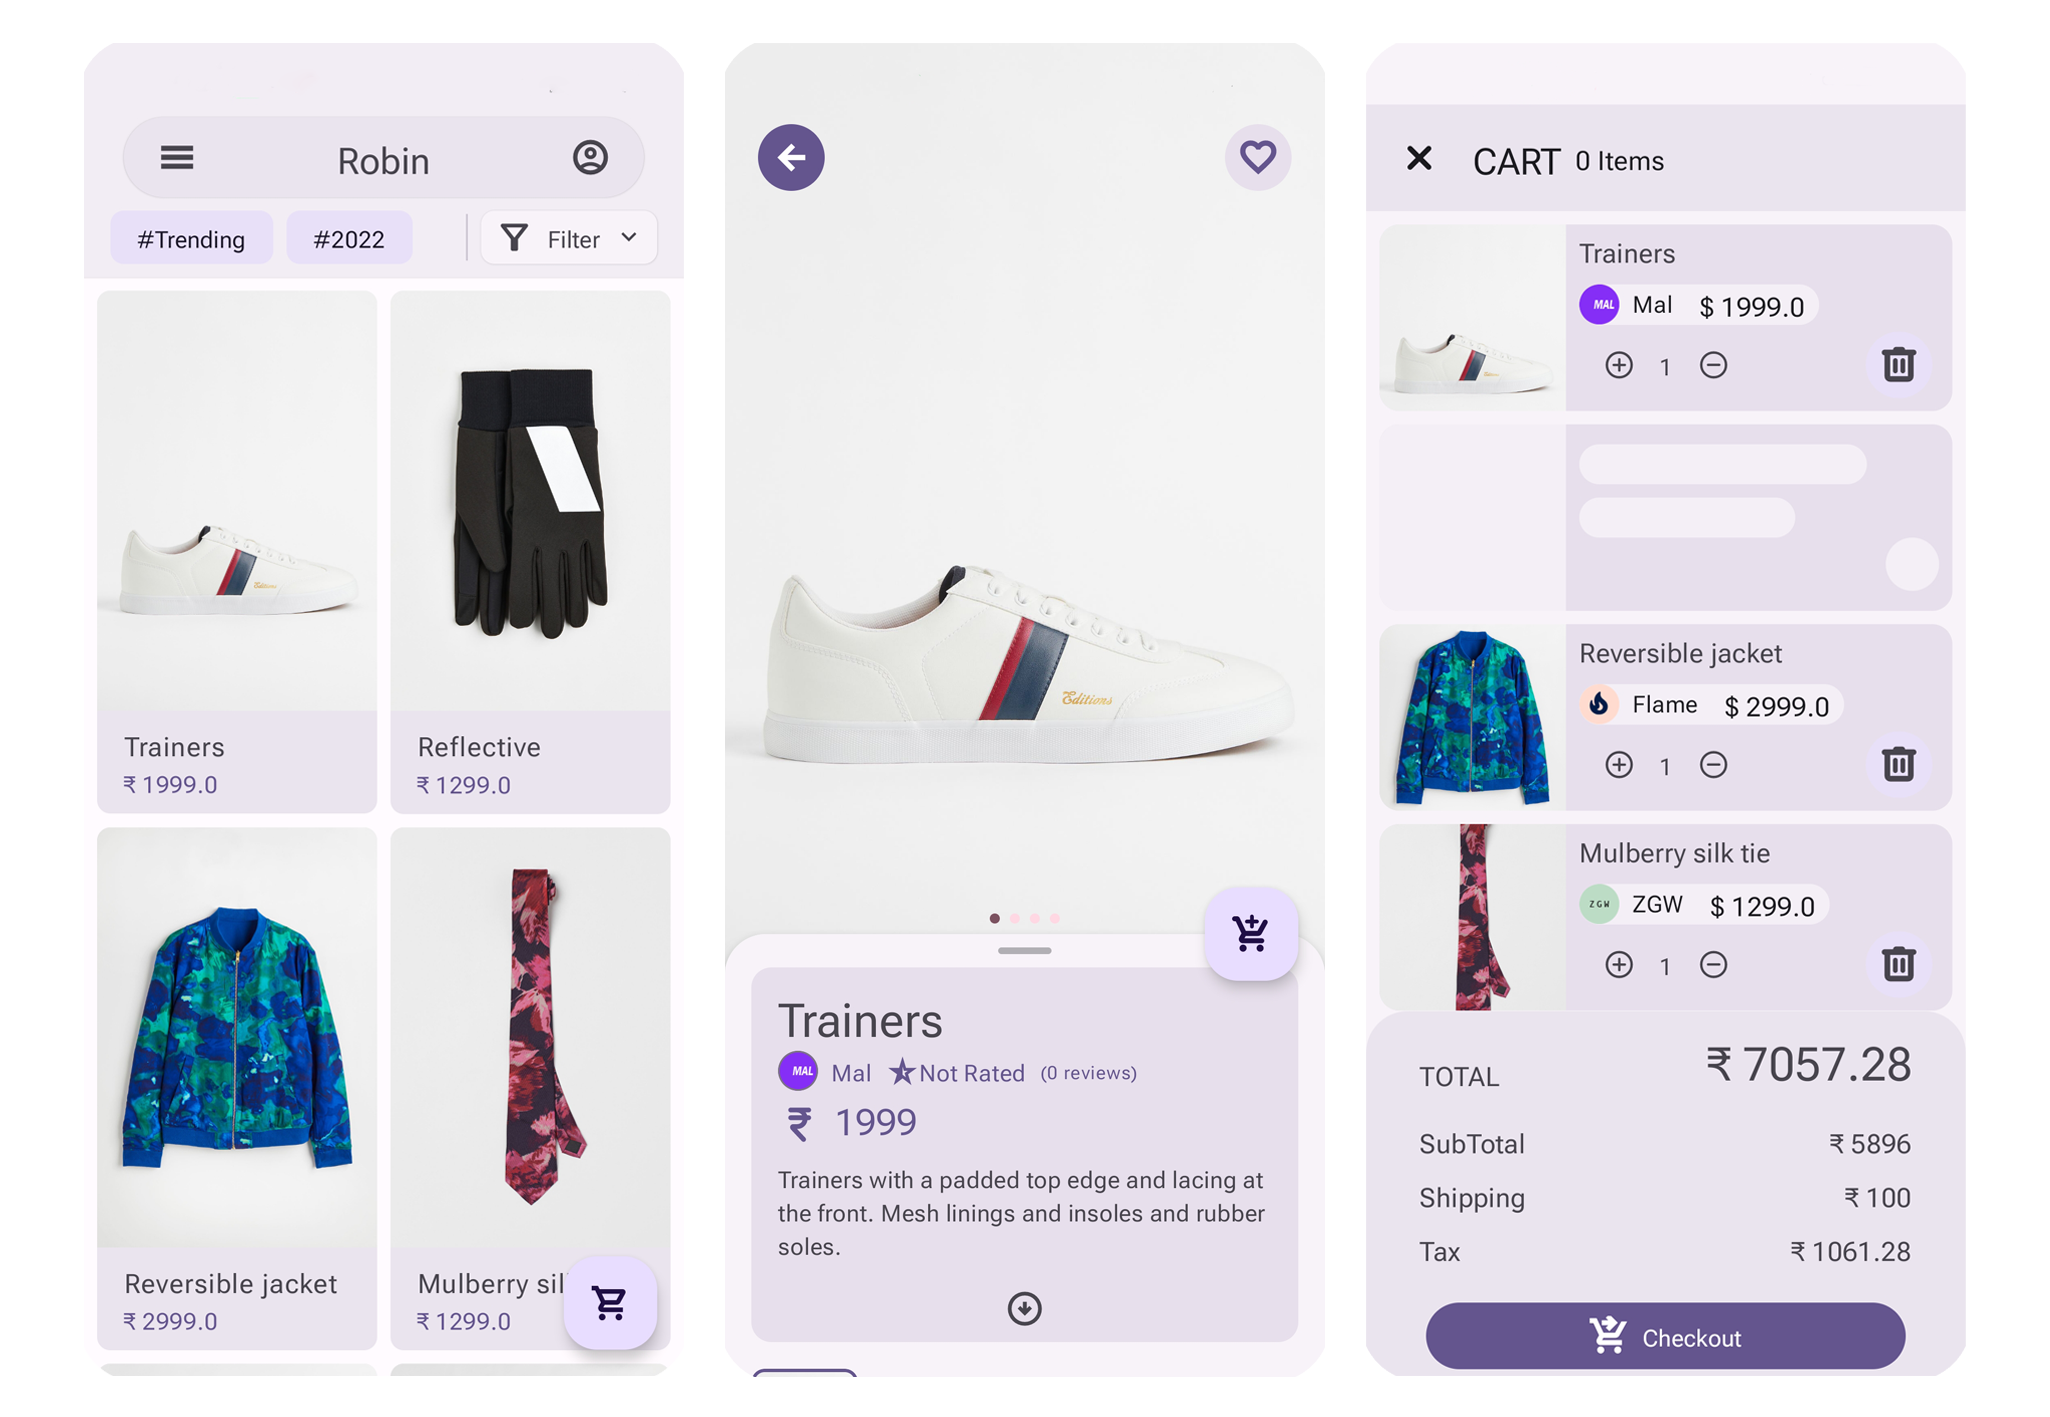 Robin
#Trending
#2022
Filter
Trainers
₹ 1999.0
Reflective
₹ 1299.0
Reversible jacket
₹ 2999.0
Mulberry sil
₹ 1299.0
Editions
Editions
Trainers
MAL
Mal
Not Rated
(0 reviews)
₹ 1999
Trainers with a padded top edge and lacing at
the front. Mesh linings and insoles and rubber
soles.
CART 0 Items
Trainers
MAL
Mal
$ 1999.0
1
Reversible jacket
Flame
$ 2999.0
1
Mulberry silk tie
ZGW
ZGW
$ 1299.0
1
TOTAL
₹ 7057.28
SubTotal
₹ 5896
Shipping
₹ 100
Tax
₹ 1061.28
Checkout